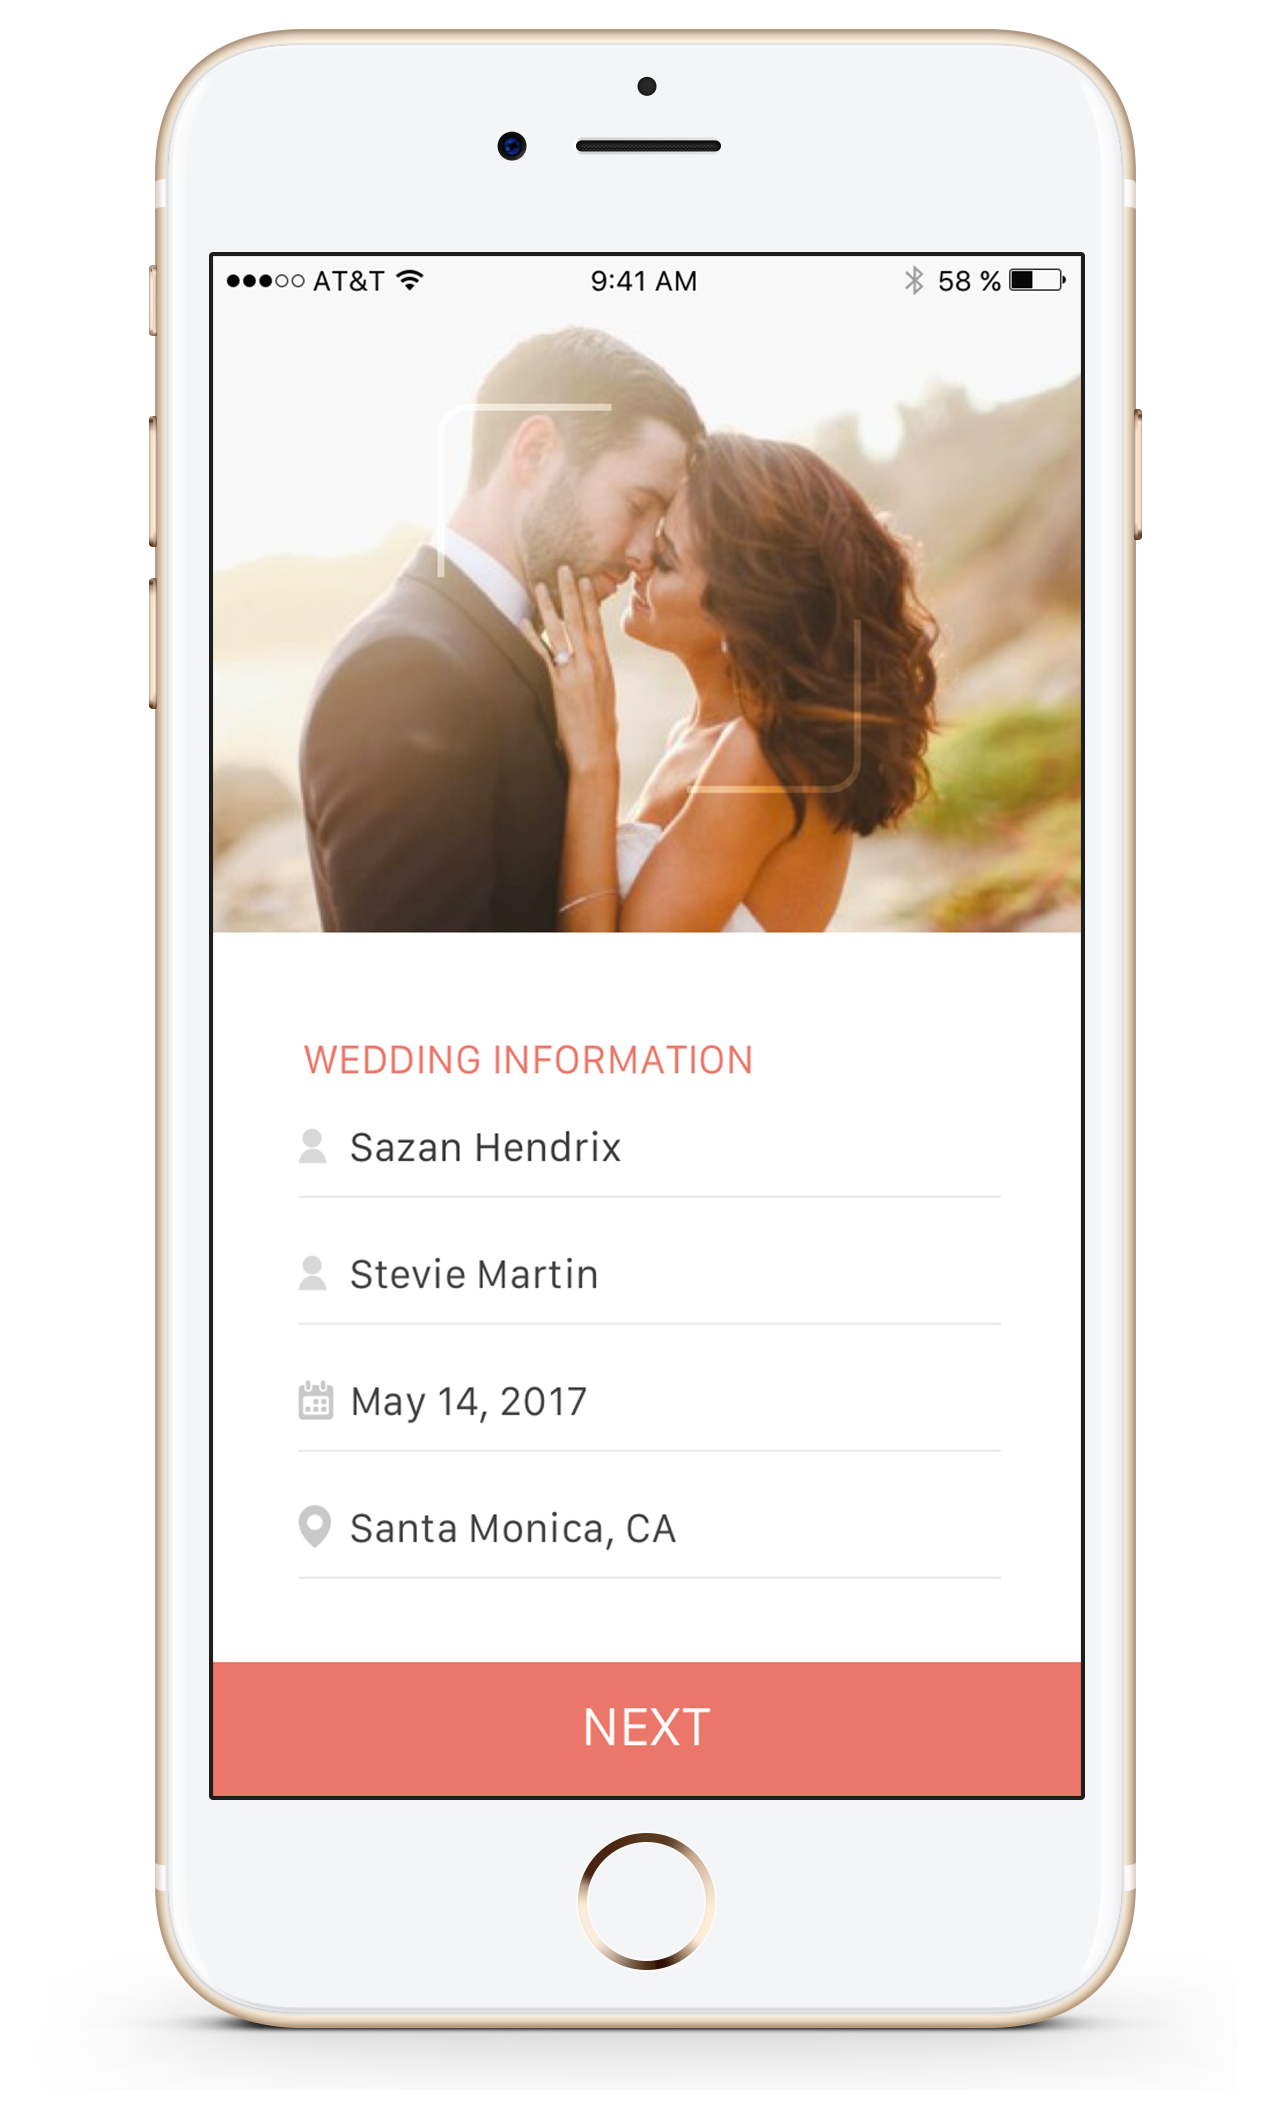 AT&T 9:41 AM 58 %
WEDDING INFORMATION
Sazan Hendrix
Stevie Martin
May 14, 2017
Santa Monica, CA
NEXT